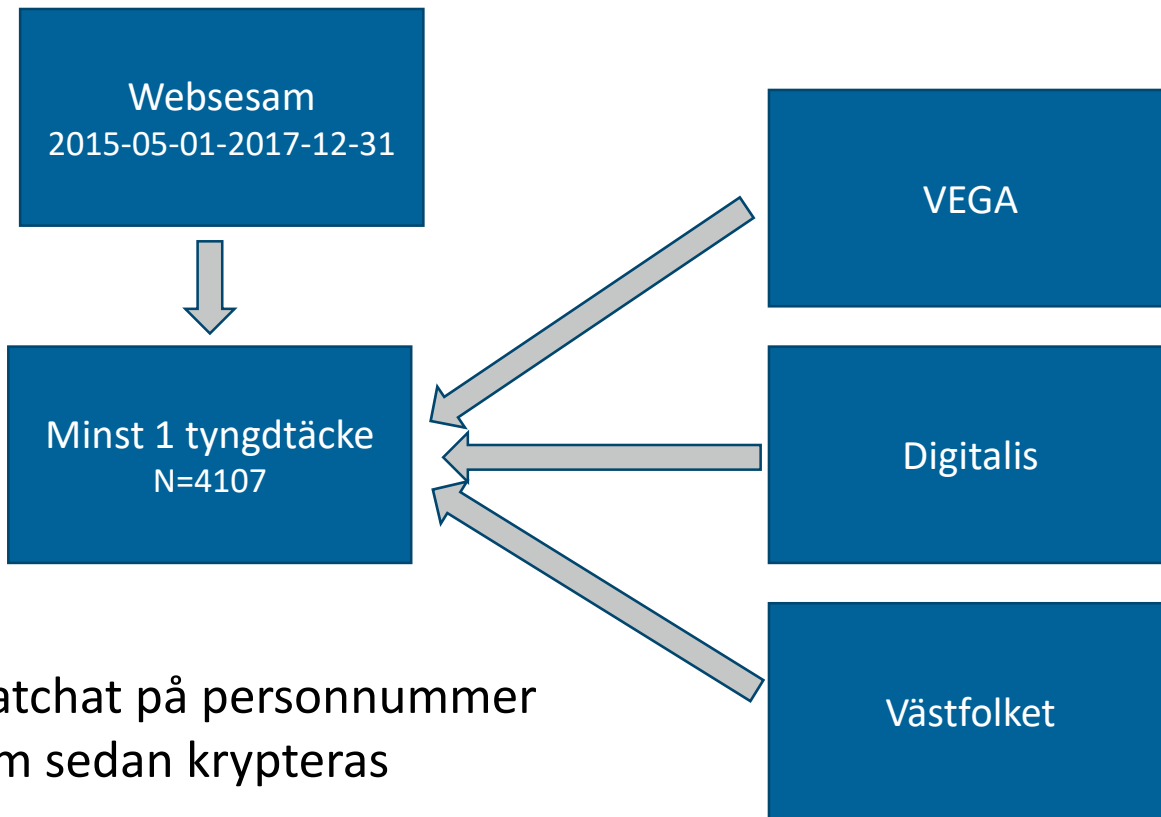 Websesam
2015-05-01-2017-12-31
VEGA
Minst 1 tyngdtäcke
N=4107
Digitalis
Västfolket
atchat på personnummer
m sedan krypteras